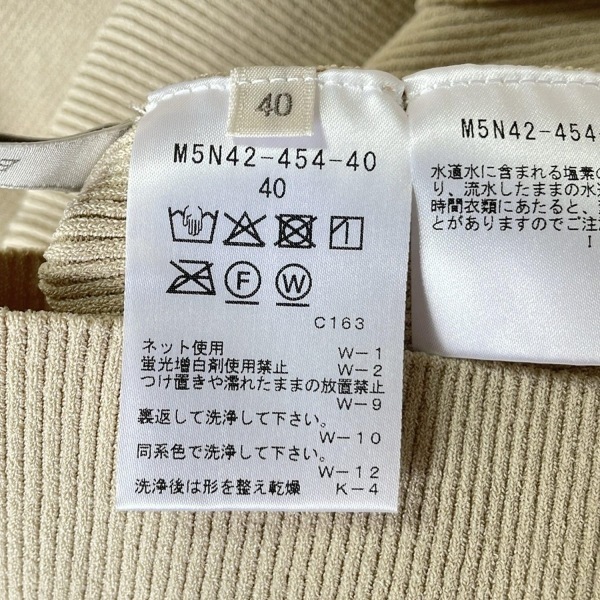 40
M5N42-454-40
40
F W
C163
ネット使用 W-1
蛍光増白剤使用禁止 W-2
つけ置きや濡れたままの放置禁止
W-9
裏返して洗浄して下さい。
W-10
同系色で洗浄して下さい。
W-12
洗浄後は形を整え乾燥 K-4
M5N42-454-
水道水に含まれる塩素の
り、流水したままの水道
時間衣類にあたると、
とがありますのでご注